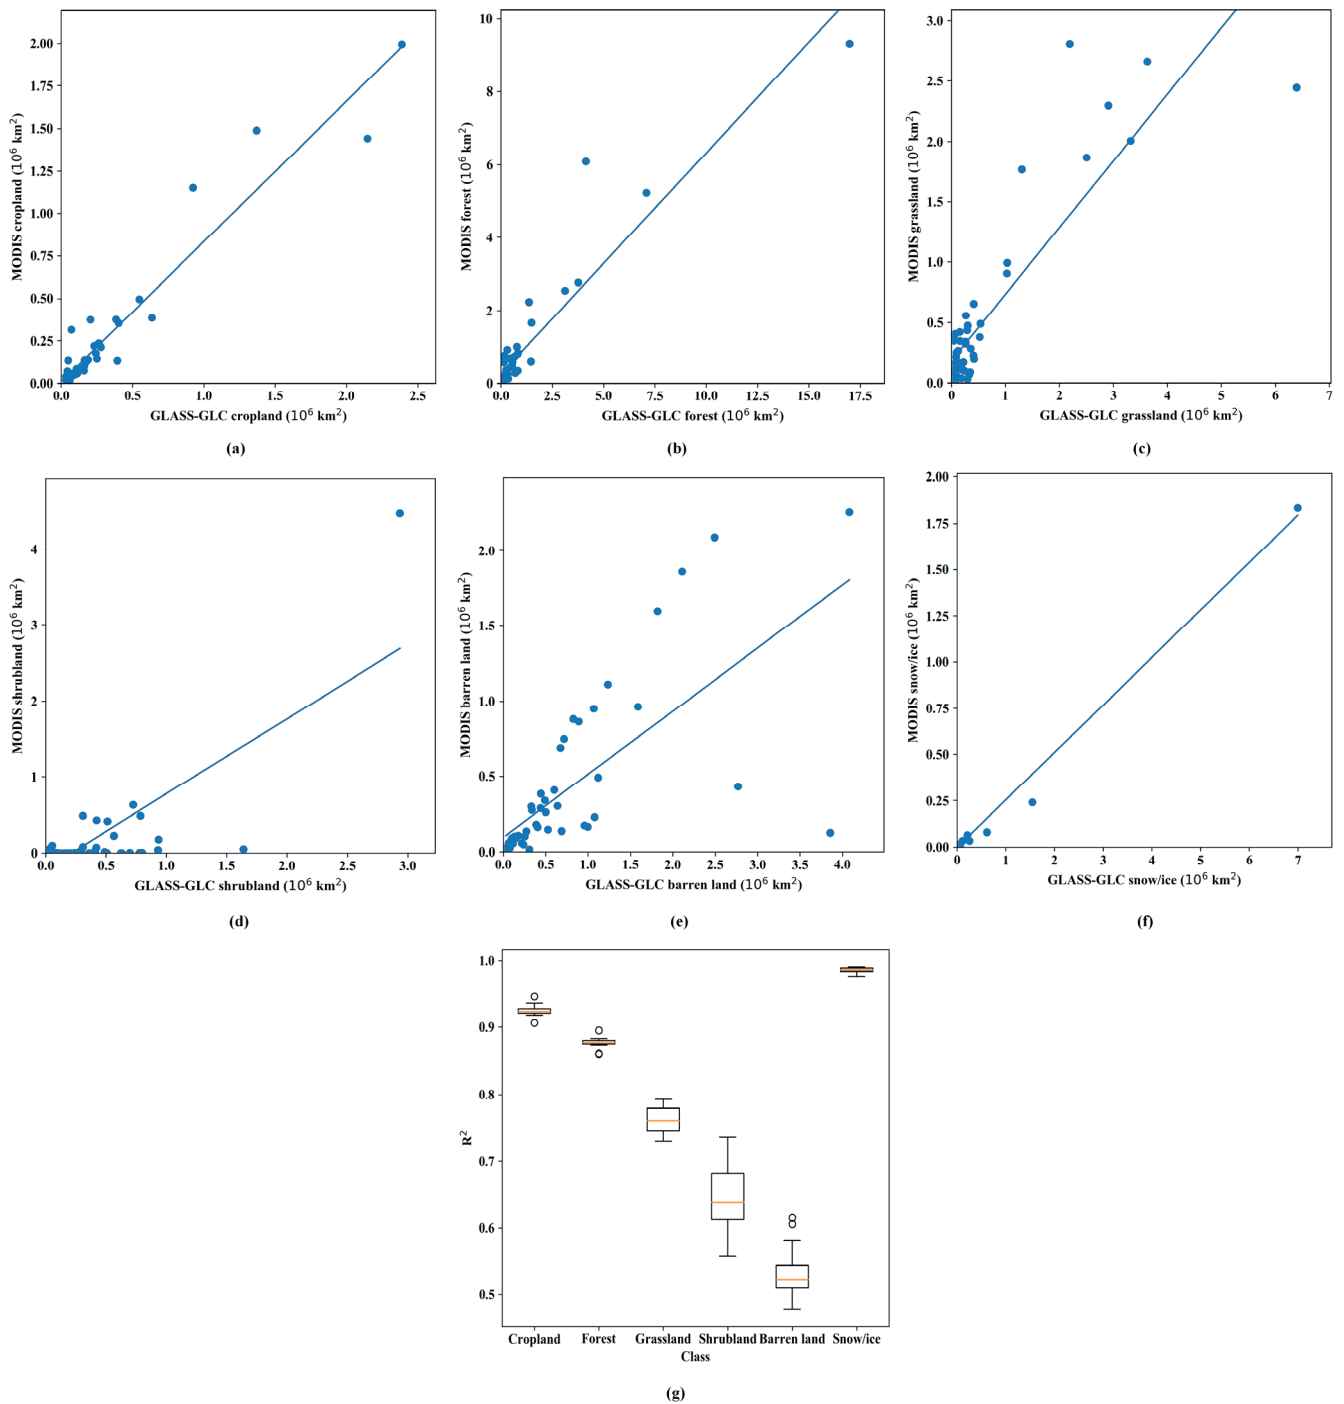 2.00
1.75
1.50
1.25
1.00
0.75
0.50
0.25
0.00
MODIS cropland (10⁶ km²)
0.0 0.5 1.0 1.5 2.0 2.5
GLASS-GLC cropland (10⁶ km²)
(a)
10
8
6
4
2
0
MODIS forest (10⁶ km²)
0.0 2.5 5.0 7.5 10.0 12.5 15.0 17.5
GLASS-GLC forest (10⁶ km²)
(b)
3.0
2.5
2.0
1.5
1.0
0.5
0.0
MODIS grassland (10⁶ km²)
0 1 2 3 4 5 6 7
GLASS-GLC grassland (10⁶ km²)
(c)
4
3
2
1
0
MODIS shrubland (10⁶ km²)
0.0 0.5 1.0 1.5 2.0 2.5 3.0
GLASS-GLC shrubland (10⁶ km²)
(d)
2.0
1.5
1.0
0.5
0.0
MODIS barren land (10⁶ km²)
0.0 0.5 1.0 1.5 2.0 2.5 3.0 3.5 4.0
GLASS-GLC barren land (10⁶ km²)
(e)
2.00
1.75
1.50
1.25
1.00
0.75
0.50
0.25
0.00
MODIS snow/ice (10⁶ km²)
0 1 2 3 4 5 6 7
GLASS-GLC snow/ice (10⁶ km²)
(f)
1.0
0.9
0.8
0.7
0.6
0.5
R²
Cropland Forest Grassland Shrubland Barren land Snow/ice
Class
(g)